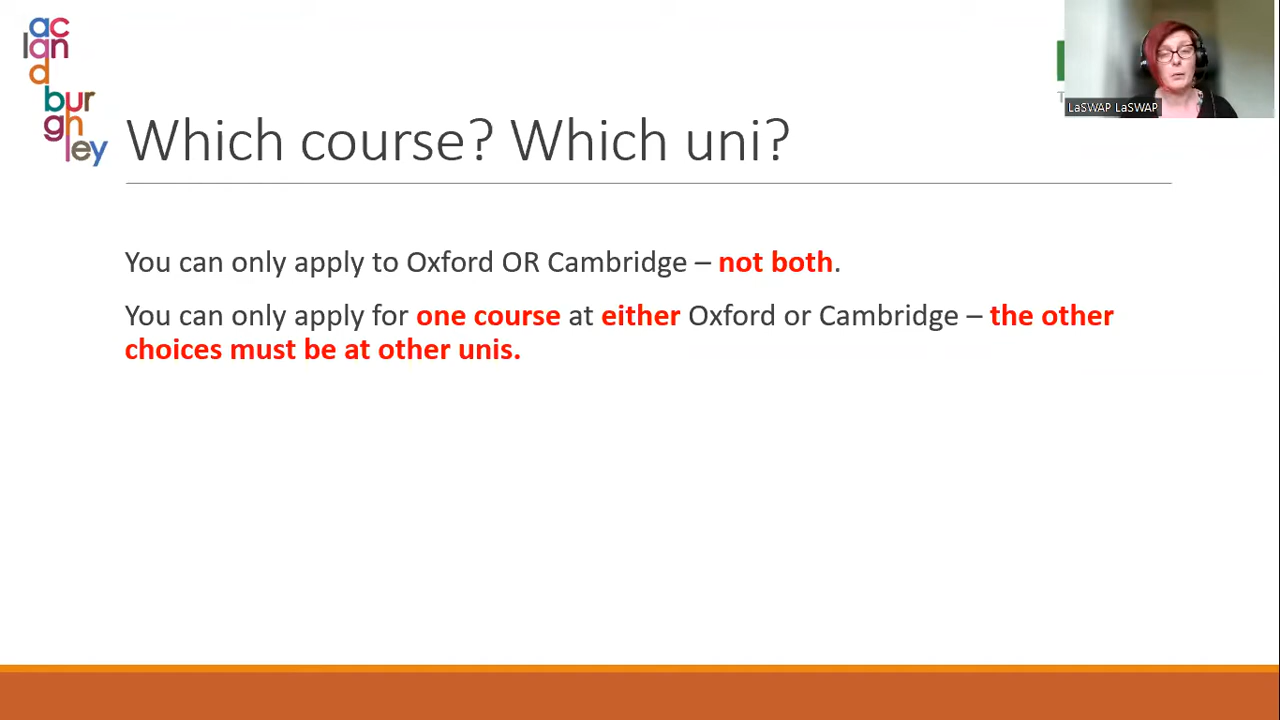 ac
lan
d
bur
gh
ley
LaSWAP LaSWAP
Which course? Which uni?
You can only apply to Oxford OR Cambridge – not both.
You can only apply for one course at either Oxford or Cambridge – the other
choices must be at other unis.